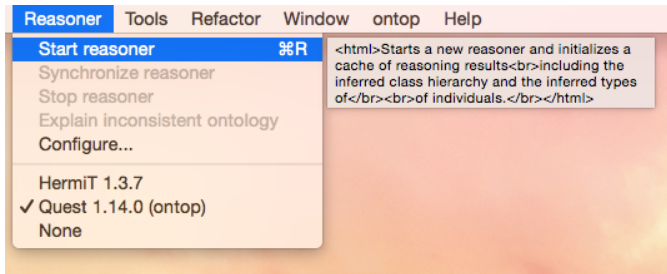 Reasoner Tools Refactor Window ontop Help
Start reasoner ⌘R
<html>Starts a new reasoner and initializes a
cache of reasoning results<br>including the
inferred class hierarchy and the inferred types
of</br><br>of individuals.</br></html>
Synchronize reasoner
Stop reasoner
Explain inconsistent ontology
Configure...
HermiT 1.3.7
✓ Quest 1.14.0 (ontop)
None